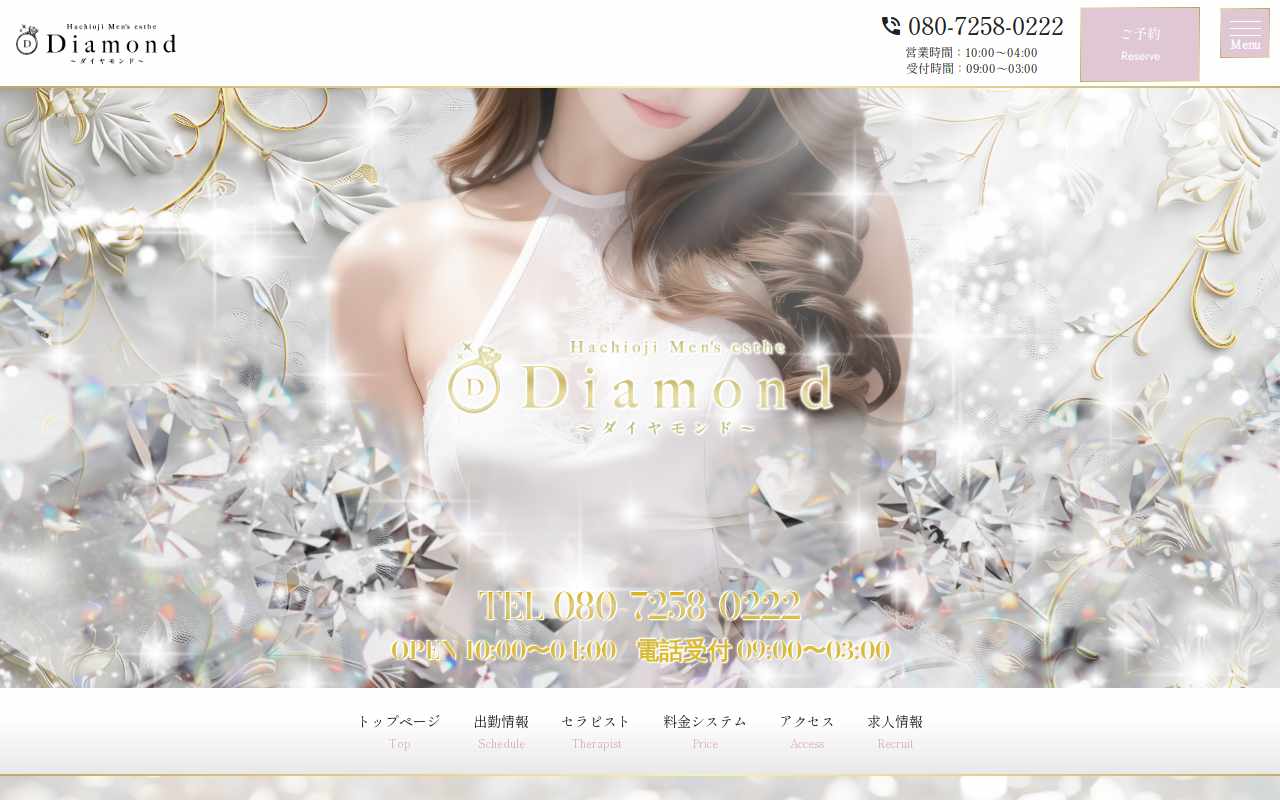 Hachioji Men's esthe
D
Diamond
～ダイヤモンド～
080-7258-0222
営業時間：10:00～04:00
受付時間：09:00～03:00
ご予約
Reserve
Menu
Hachioji Men's esthe
D
Diamond
～ダイヤモンド～
TEL 080-7258-0222
OPEN 10:00〜04:00 / 電話受付 09:00〜03:00
トップページ 出勤情報 セラピスト 料金システム アクセス 求人情報
Top Schedule Therapist Price Access Recruit